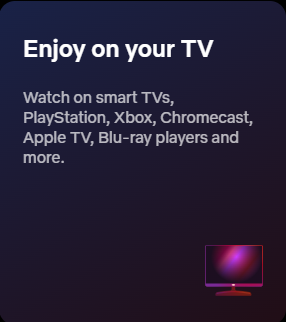 Enjoy on your TV
Watch on smart TVs,
PlayStation, Xbox, Chromecast,
Apple TV, Blu-ray players and
more.